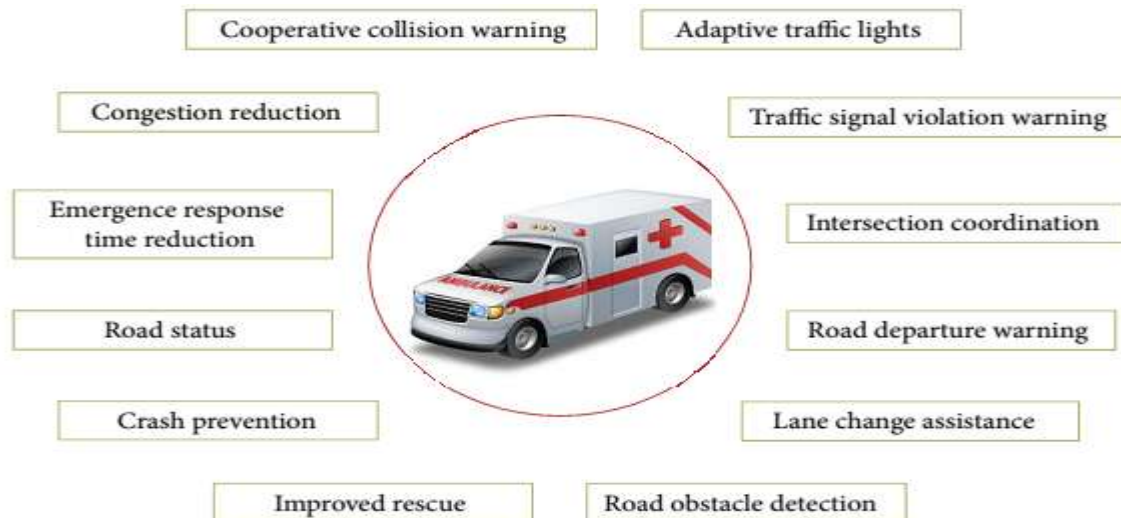 Cooperative collision warning
Adaptive traffic lights
Congestion reduction
Traffic signal violation warning
Emergence response
time reduction
Intersection coordination
AMBULANCE
Road status
Road departure warning
Crash prevention
Lane change assistance
Improved rescue
Road obstacle detection